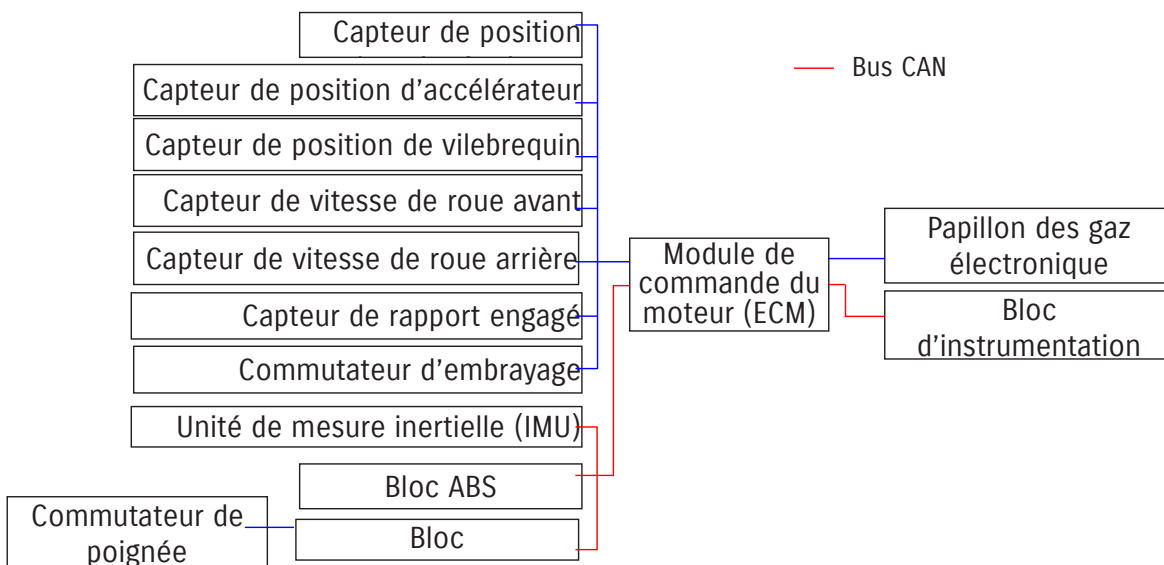 Capteur de position
Capteur de position d’accélérateur
Capteur de position de vilebrequin
Capteur de vitesse de roue avant
Capteur de vitesse de roue arrière
Capteur de rapport engagé
Commutateur d’embrayage
Unité de mesure inertielle (IMU)
Bloc ABS
Bloc
Commutateur de
poignée
Module de
commande du
moteur (ECM)
Bus CAN
Papillon des gaz
électronique
Bloc
d’instrumentation